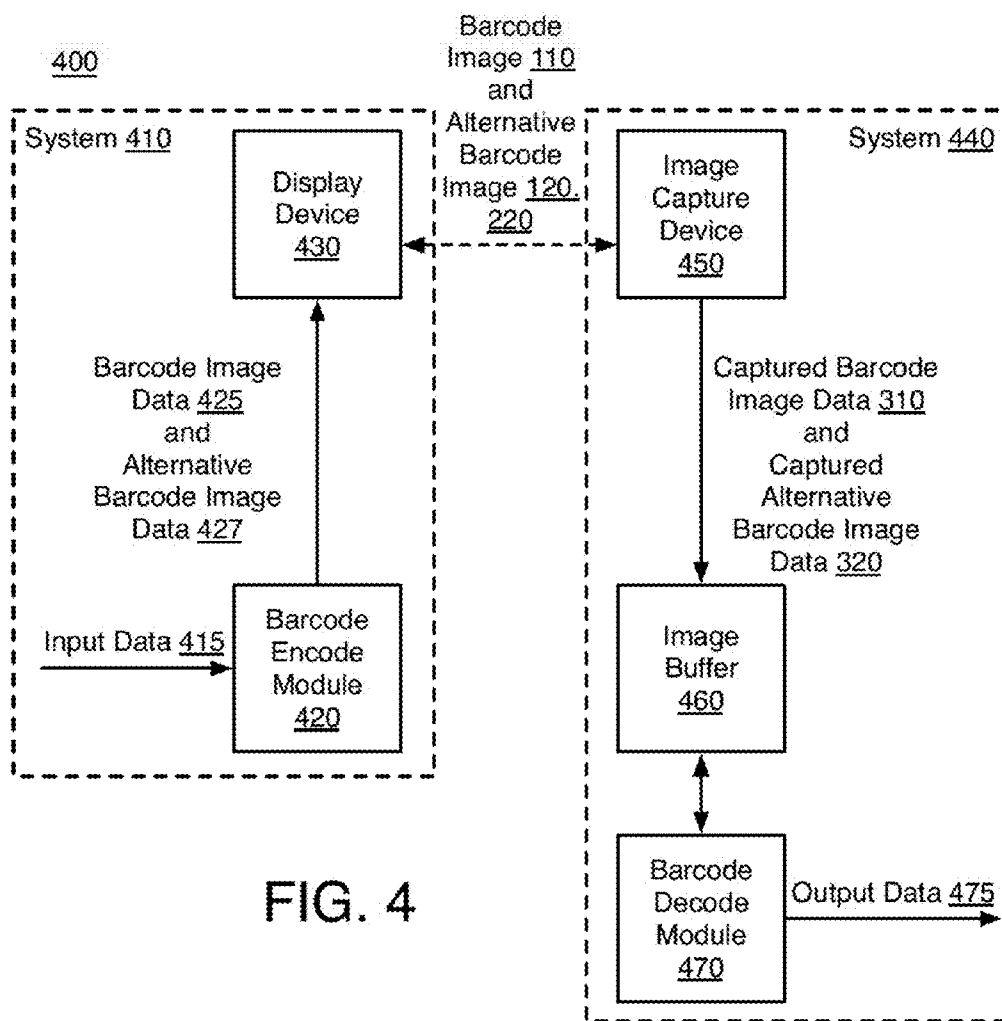 400
System 410
Display
Device
430
Barcode
Image 110
and
Alternative
Barcode
Image 120,
220
System 440
Image
Capture
Device
450
Barcode Image
Data 425
and
Alternative
Barcode Image
Data 427
Captured Barcode
Image Data 310
and
Captured
Alternative
Barcode Image
Data 320
Input Data 415
Barcode
Encode
Module
420
Image
Buffer
460
Barcode
Decode
Module
470
Output Data 475
FIG. 4